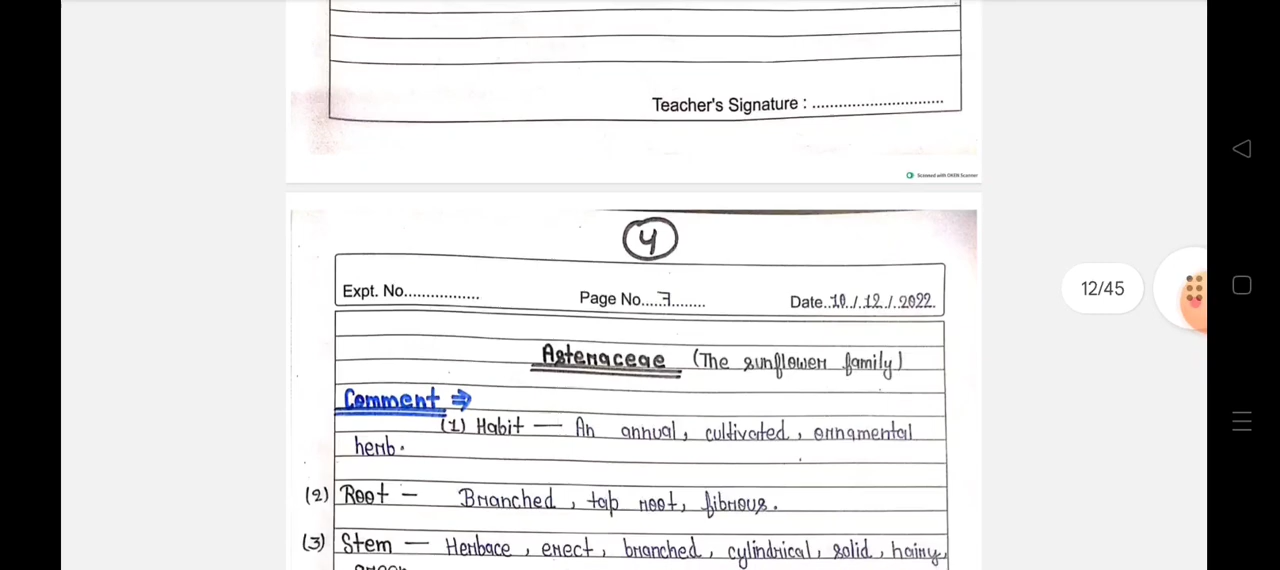 Teacher's Signature : ..............................
Scanned with OKEN Scanner
4
Expt. No................. Page No....7........ Date..10./.12./.2022.
Asteraceae (The sunflower family)
Comment ⇒
(1) Habit — An annual, cultivated, ornamental
herb.
(2) Root — Branched, tap root, fibrous.
(3) Stem — Herbace, erect, branched, cylindrical, solid, hairy,
green
12/45